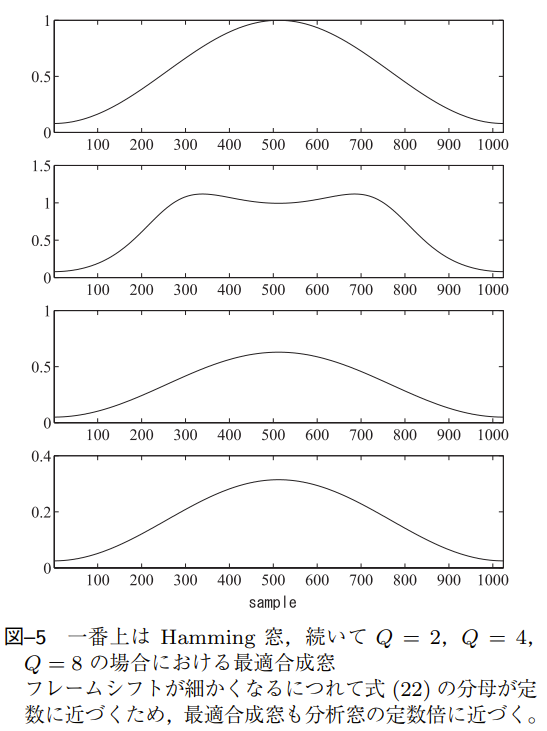 1
0.5
0
100 200 300 400 500 600 700 800 900 1000
1.5
1
0.5
0
100 200 300 400 500 600 700 800 900 1000
1
0.5
0
100 200 300 400 500 600 700 800 900 1000
0.4
0.2
0
100 200 300 400 500 600 700 800 900 1000
sample
図–5 一番上は Hamming 窓，続いて Q = 2，Q = 4，
Q = 8 の場合における最適合成窓
フレームシフトが細かくなるにつれて式 (22) の分母が定
数に近づくため，最適合成窓も分析窓の定数倍に近づく。